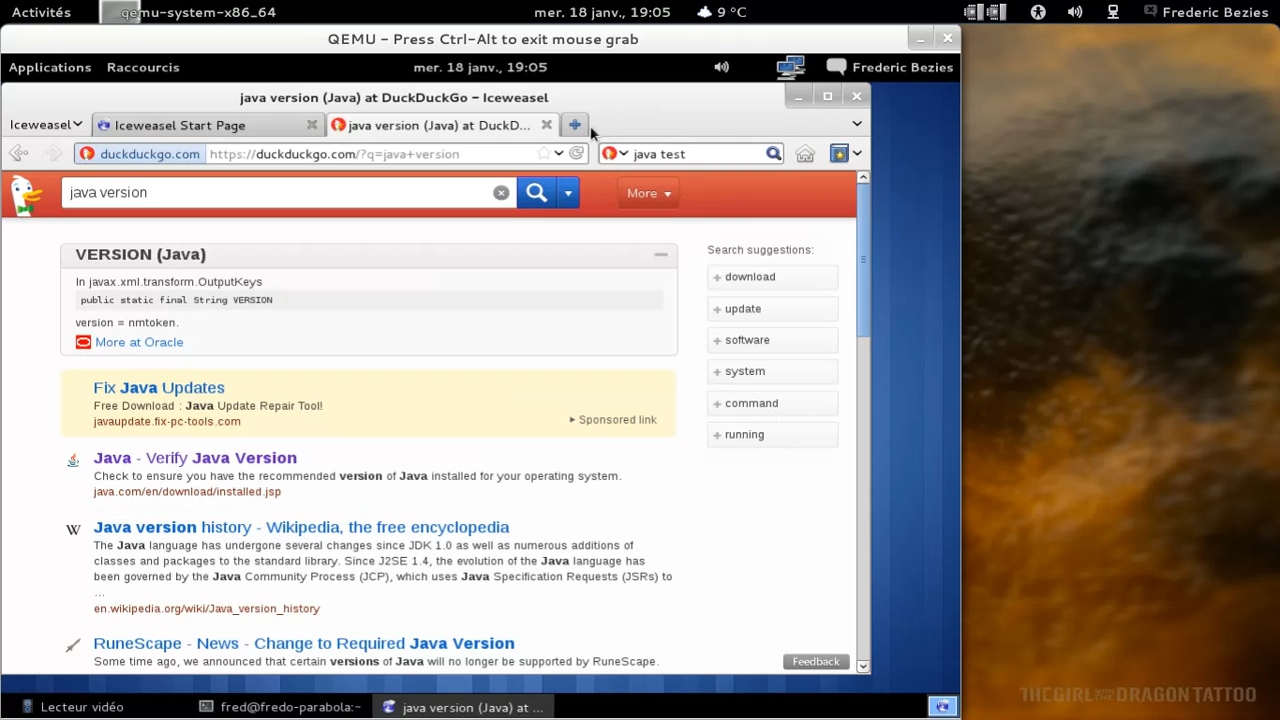 Activités qemu-system-x86_64 mer. 18 janv., 19:05 9 °C Frederic Bezies
QEMU – Press Ctrl-Alt to exit mouse grab
Applications Raccourcis mer. 18 janv., 19:05 Frederic Bezies
java version (Java) at DuckDuckGo – Iceweasel
Iceweasel Iceweasel Start Page java version (Java) at DuckD...
duckduckgo.com https://duckduckgo.com/?q=java+version java test
java version More
VERSION (Java)
In javax.xml.transform.OutputKeys
public static final String VERSION
version = nmtoken.
More at Oracle
Search suggestions:
download
update
software
system
command
running
Fix Java Updates
Free Download : Java Update Repair Tool!
javaupdate.fix-pc-tools.com Sponsored link
Java - Verify Java Version
Check to ensure you have the recommended version of Java installed for your operating system.
java.com/en/download/installed.jsp
W Java version history - Wikipedia, the free encyclopedia
The Java language has undergone several changes since JDK 1.0 as well as numerous additions of
classes and packages to the standard library. Since J2SE 1.4, the evolution of the Java language has
been governed by the Java Community Process (JCP), which uses Java Specification Requests (JSRs) to
...
en.wikipedia.org/wiki/Java_version_history
RuneScape - News - Change to Required Java Version
Some time ago, we announced that certain versions of Java will no longer be supported by RuneScape.
Feedback
Lecteur vidéo fred@fredo-parabola:~ java version (Java) at ...
THE GIRL WITH THE DRAGON TATTOO